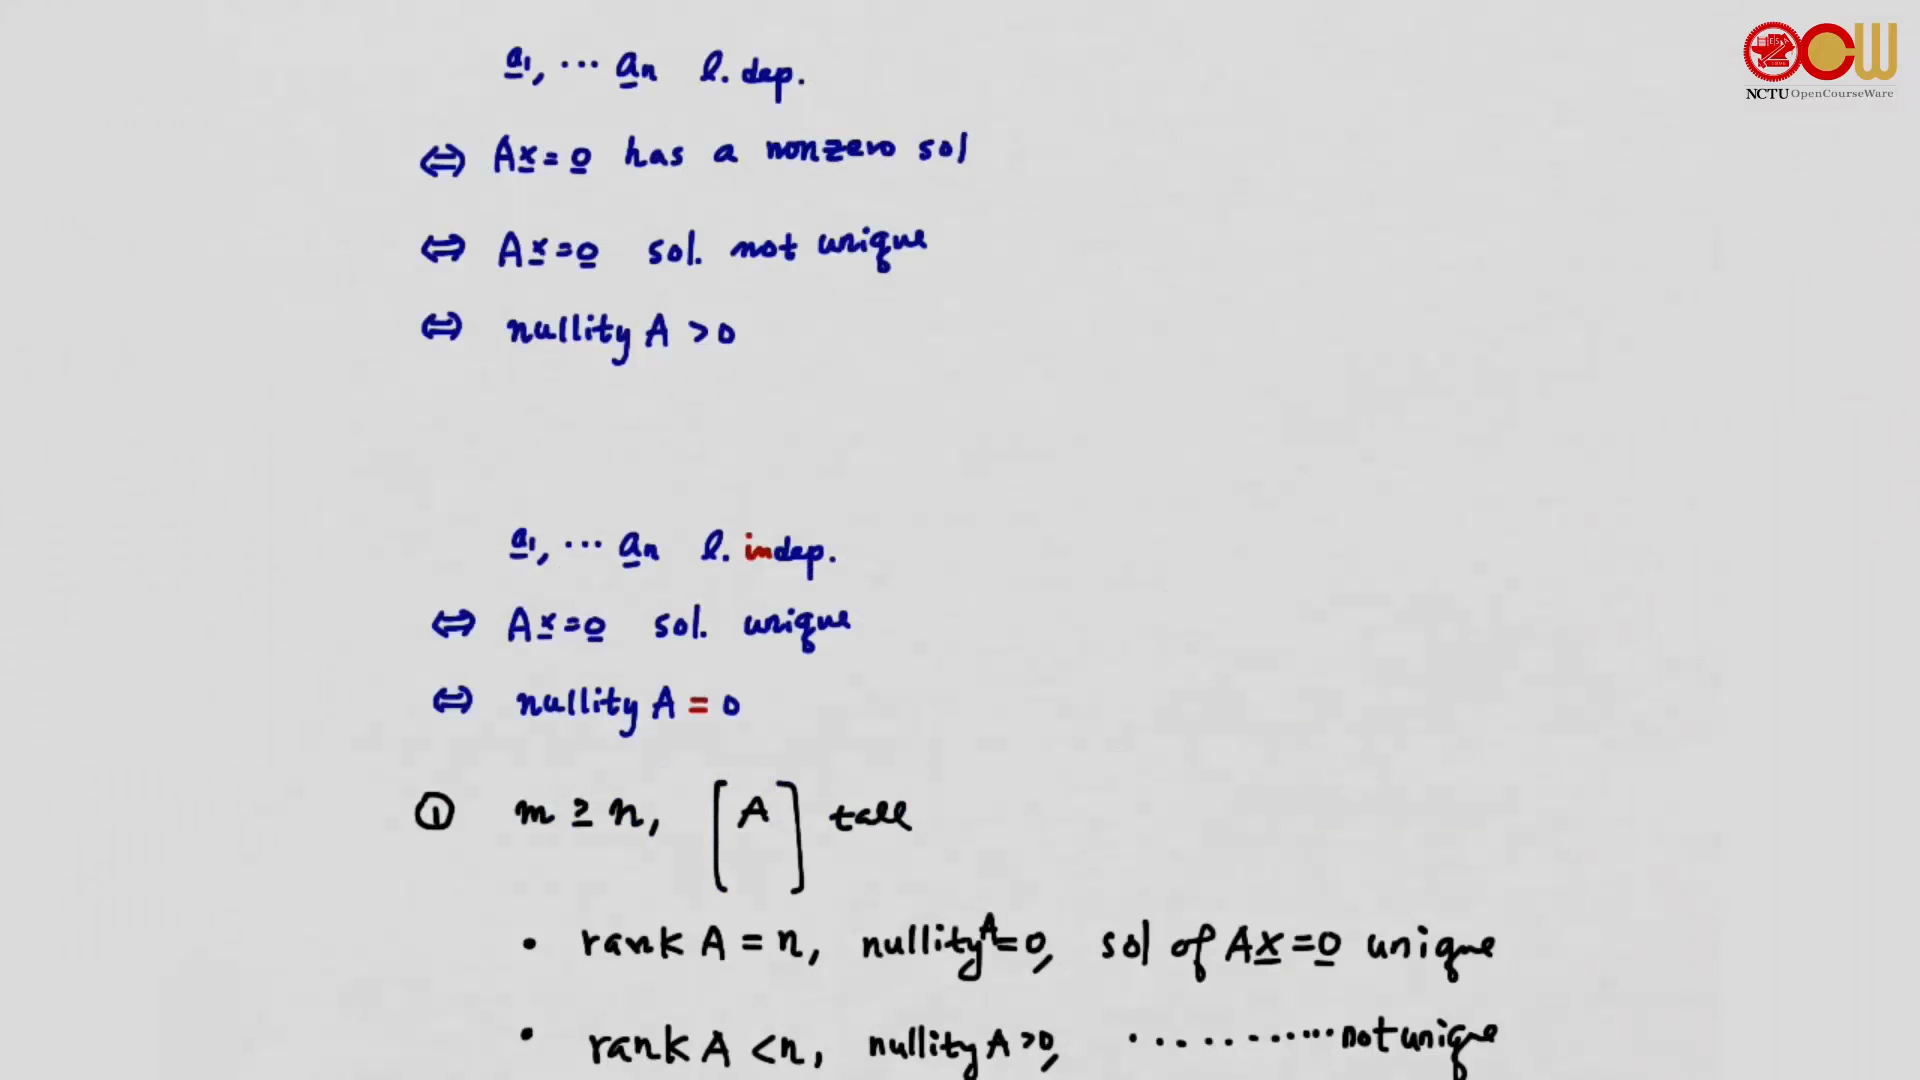 OCW
NCTU OpenCourseWare
a₁, ⋯ aₙ l. dep.
⇔ Ax = 0 has a nonzero sol
⇔ Ax = 0 sol. not unique
⇔ nullity A > 0
a₁, ⋯ aₙ l. indep.
⇔ Ax = 0 sol. unique
⇔ nullity A = 0
① m ≥ n, [A] tall
• rank A = n, nullity A = 0, sol of Ax = 0 unique
• rank A < n, nullity A > 0, ⋯⋯⋯ not unique